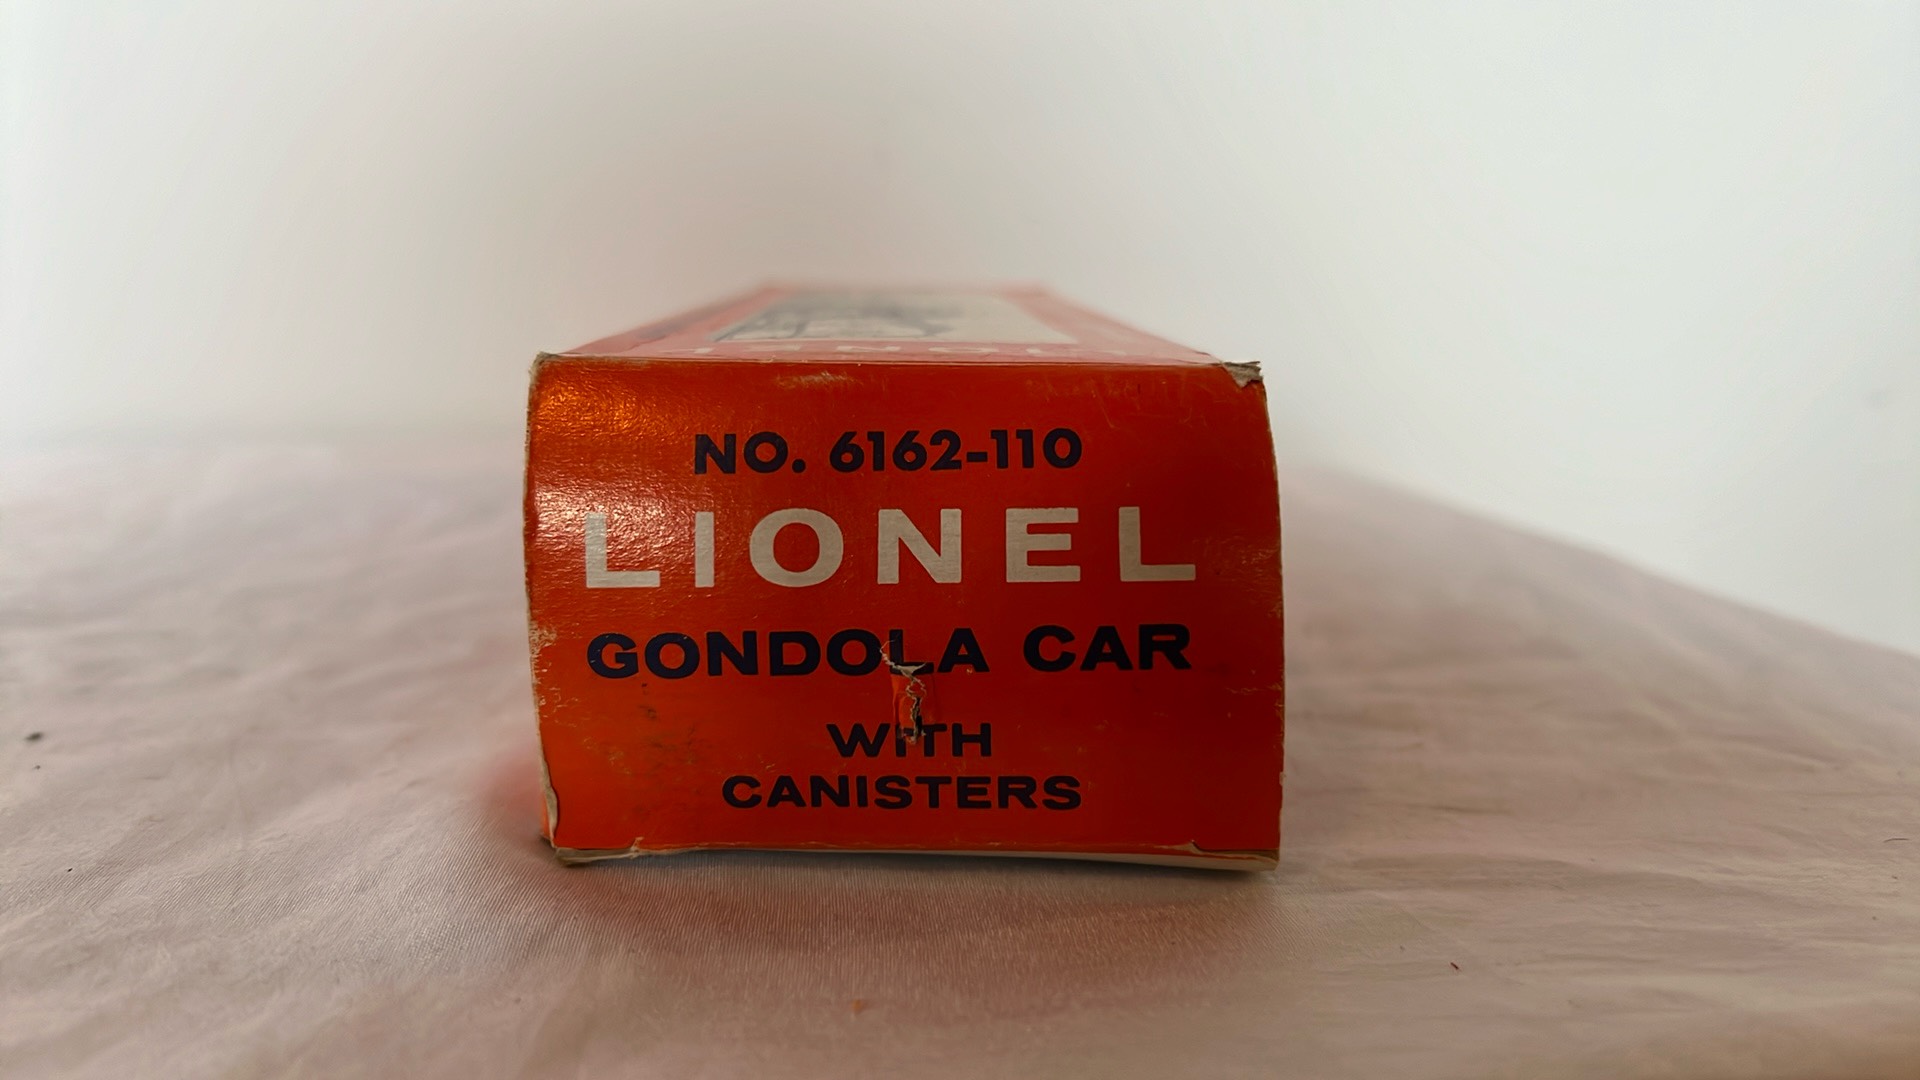 NO. 6162-110
LIONEL
GONDOLA CAR
WITH
CANISTERS